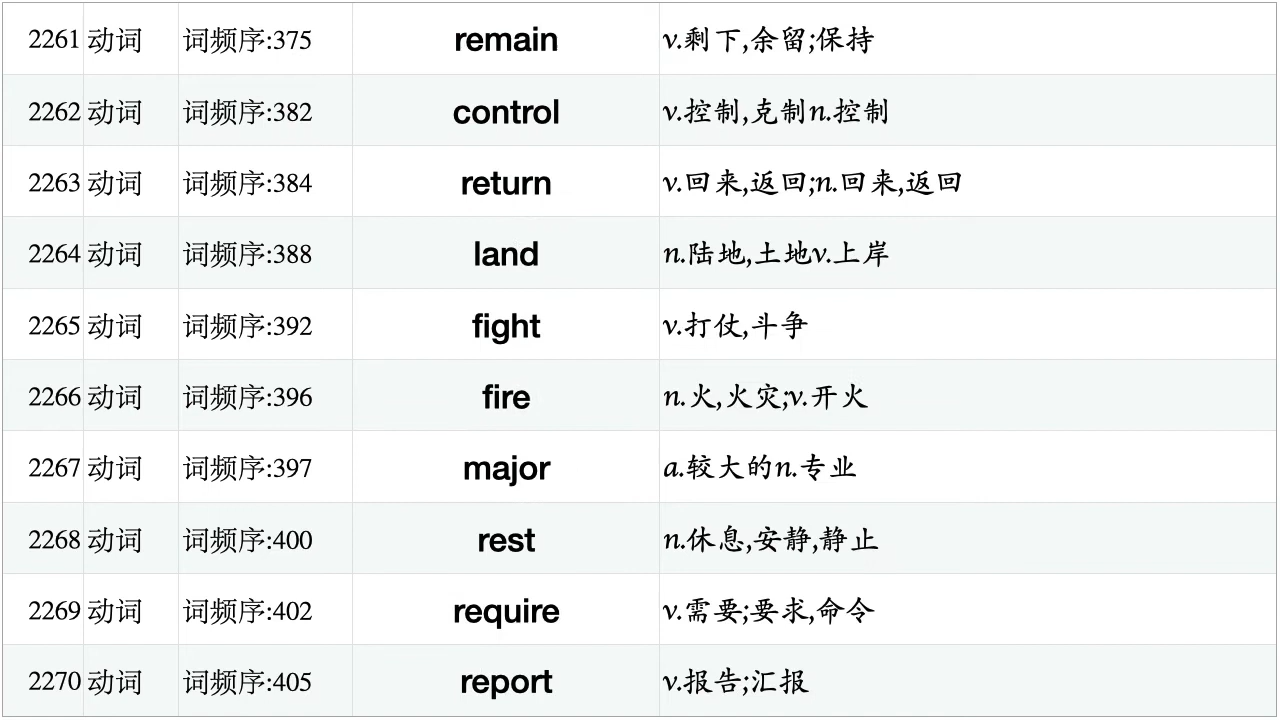 2261 动词 词频序:375 remain v.剩下,余留;保持
2262 动词 词频序:382 control v.控制,克制n.控制
2263 动词 词频序:384 return v.回来,返回;n.回来,返回
2264 动词 词频序:388 land n.陆地,土地v.上岸
2265 动词 词频序:392 fight v.打仗,斗争
2266 动词 词频序:396 fire n.火,火灾;v.开火
2267 动词 词频序:397 major a.较大的n.专业
2268 动词 词频序:400 rest n.休息,安静,静止
2269 动词 词频序:402 require v.需要;要求,命令
2270 动词 词频序:405 report v.报告;汇报